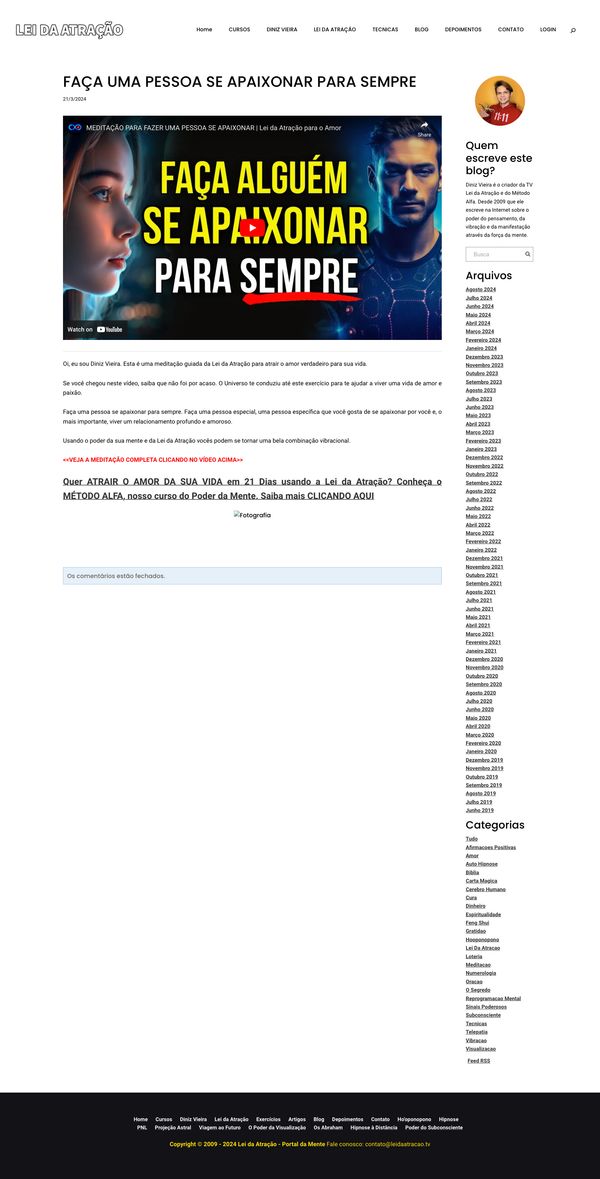 LEI DA ATRAÇÃO
Home CURSOS DINIZ VIEIRA LEI DA ATRAÇÃO TECNICAS BLOG DEPOIMENTOS CONTATO LOGIN
FAÇA UMA PESSOA SE APAIXONAR PARA SEMPRE
21/3/2024
MEDITAÇÃO PARA FAZER UMA PESSOA SE APAIXONAR | Lei da Atração para o Amor
Share
FAÇA ALGUÉM
SE APAIXONAR
PARA SEMPRE
Watch on YouTube
Oi, eu sou Diniz Vieira. Esta é uma meditação guiada da Lei da Atração para atrair o amor verdadeiro para sua vida.
Se você chegou neste vídeo, saiba que não foi por acaso. O Universo te conduziu até este exercício para te ajudar a viver uma vida de amor e
paixão.
Faça uma pessoa se apaixonar para sempre. Faça uma pessoa especial, uma pessoa específica que você gosta de se apaixonar por você e, o
mais importante, viver um relacionamento profundo e amoroso.
Usando o poder da sua mente e da Lei da Atração vocês podem se tornar uma bela combinação vibracional.
<<VEJA A MEDITAÇÃO COMPLETA CLICANDO NO VÍDEO ACIMA>>
Quer ATRAIR O AMOR DA SUA VIDA em 21 Dias usando a Lei da Atração? Conheça o
MÉTODO ALFA, nosso curso do Poder da Mente. Saiba mais CLICANDO AQUI
Fotografia
Os comentários estão fechados.
11:11
Quem
escreve este
blog?
Diniz Vieira é o criador da TV
Lei da Atração e do Método
Alfa. Desde 2009 que ele
escreve na Internet sobre o
poder do pensamento, da
vibração e da manifestação
através da força da mente.
Busca
Arquivos
Agosto 2024
Julho 2024
Junho 2024
Maio 2024
Abril 2024
Março 2024
Fevereiro 2024
Janeiro 2024
Dezembro 2023
Novembro 2023
Outubro 2023
Setembro 2023
Agosto 2023
Julho 2023
Junho 2023
Maio 2023
Abril 2023
Março 2023
Fevereiro 2023
Janeiro 2023
Dezembro 2022
Novembro 2022
Outubro 2022
Setembro 2022
Agosto 2022
Julho 2022
Junho 2022
Maio 2022
Abril 2022
Março 2022
Fevereiro 2022
Janeiro 2022
Dezembro 2021
Novembro 2021
Outubro 2021
Setembro 2021
Agosto 2021
Julho 2021
Junho 2021
Maio 2021
Abril 2021
Março 2021
Fevereiro 2021
Janeiro 2021
Dezembro 2020
Novembro 2020
Outubro 2020
Setembro 2020
Agosto 2020
Julho 2020
Junho 2020
Maio 2020
Abril 2020
Março 2020
Fevereiro 2020
Janeiro 2020
Dezembro 2019
Novembro 2019
Outubro 2019
Setembro 2019
Agosto 2019
Julho 2019
Junho 2019
Categorias
Tudo
Afirmacoes Positivas
Amor
Auto Hipnose
Biblia
Carta Magica
Cerebro Humano
Cura
Dinheiro
Espiritualidade
Feng Shui
Gratidao
Hooponopono
Lei Da Atracao
Loteria
Meditacao
Numerologia
Oracao
O Segredo
Reprogramacao Mental
Sinais Poderosos
Subconsciente
Tecnicas
Telepatia
Vibracao
Visualizacao
Feed RSS
Home Cursos Diniz Vieira Lei da Atração Exercícios Artigos Blog Depoimentos Contato Ho'oponopono Hipnose
PNL Projeção Astral Viagem ao Futuro O Poder da Visualização Os Abraham Hipnose à Distância Poder do Subconsciente
Copyright © 2009 - 2024 Lei da Atração - Portal da Mente Fale conosco: contato@leidaatracao.tv